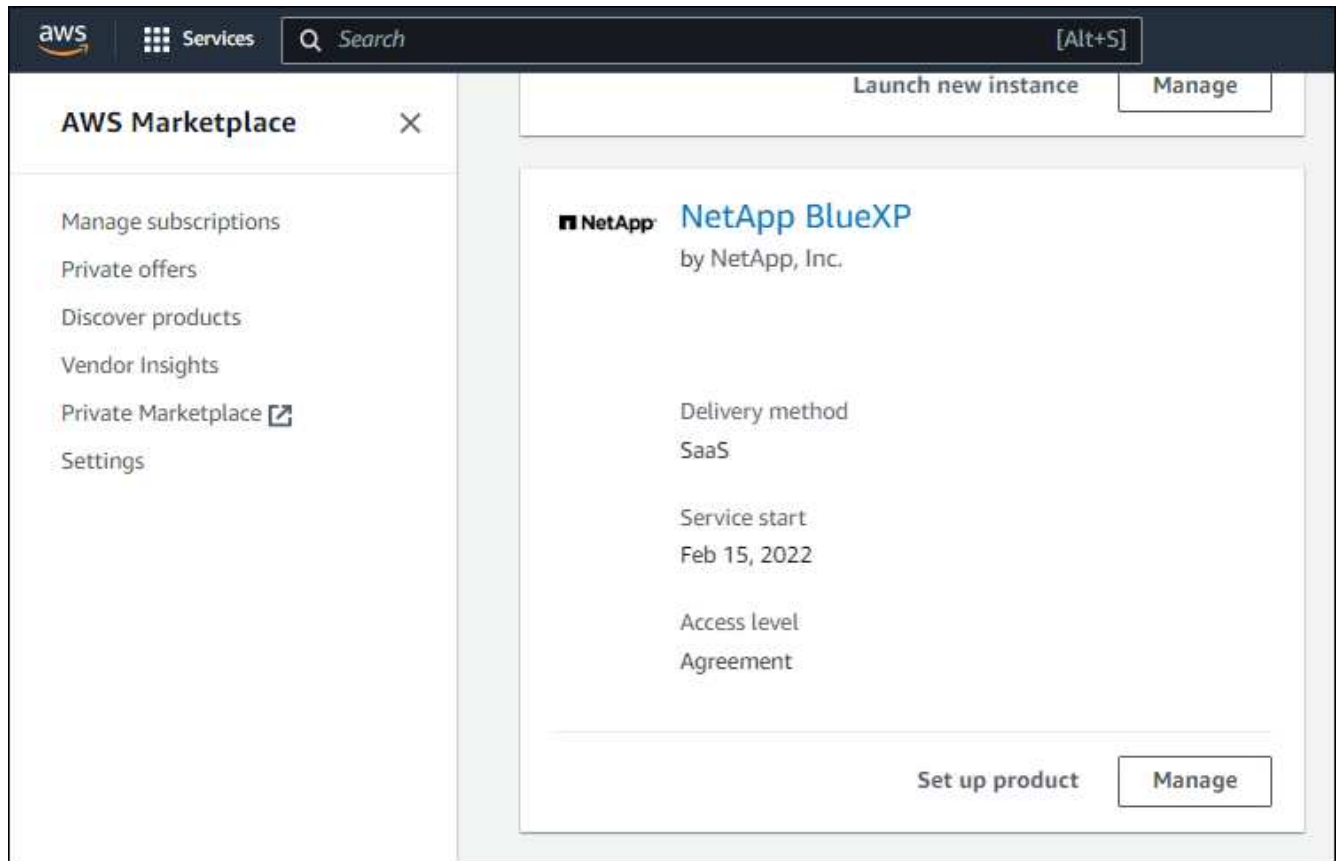 aws
Services
Search
[Alt+S]
AWS Marketplace
Manage subscriptions
Private offers
Discover products
Vendor Insights
Private Marketplace
Settings
Launch new instance
Manage
NetApp
NetApp BlueXP
by NetApp, Inc.
Delivery method
SaaS
Service start
Feb 15, 2022
Access level
Agreement
Set up product
Manage